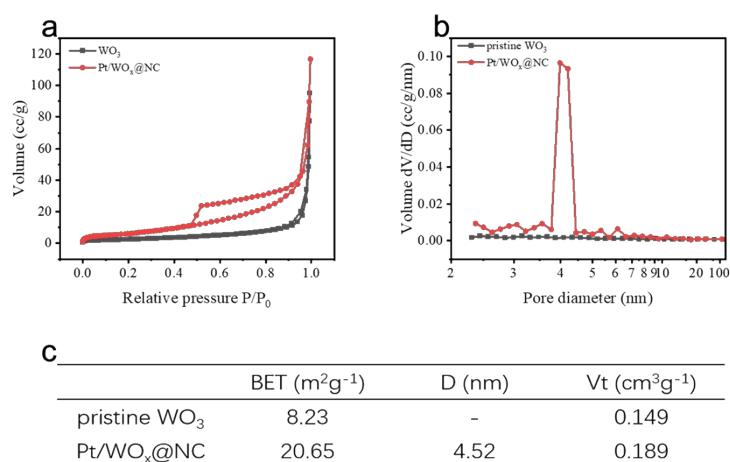 a
WO₃
Pt/WOₓ@NC
120
100
80
60
40
20
0
Volume (cc/g)
0.0 0.2 0.4 0.6 0.8 1.0
Relative pressure P/P₀
b
pristine WO₃
Pt/WOₓ@NC
0.10
0.08
0.06
0.04
0.02
0.00
Volume dV/dD (cc/g/nm)
2 3 4 5 6 7 8 910 20 100
Pore diameter (nm)
c
BET (m²g-¹) D (nm) Vt (cm³g-¹)
pristine WO₃ 8.23 - 0.149
Pt/WOₓ@NC 20.65 4.52 0.189